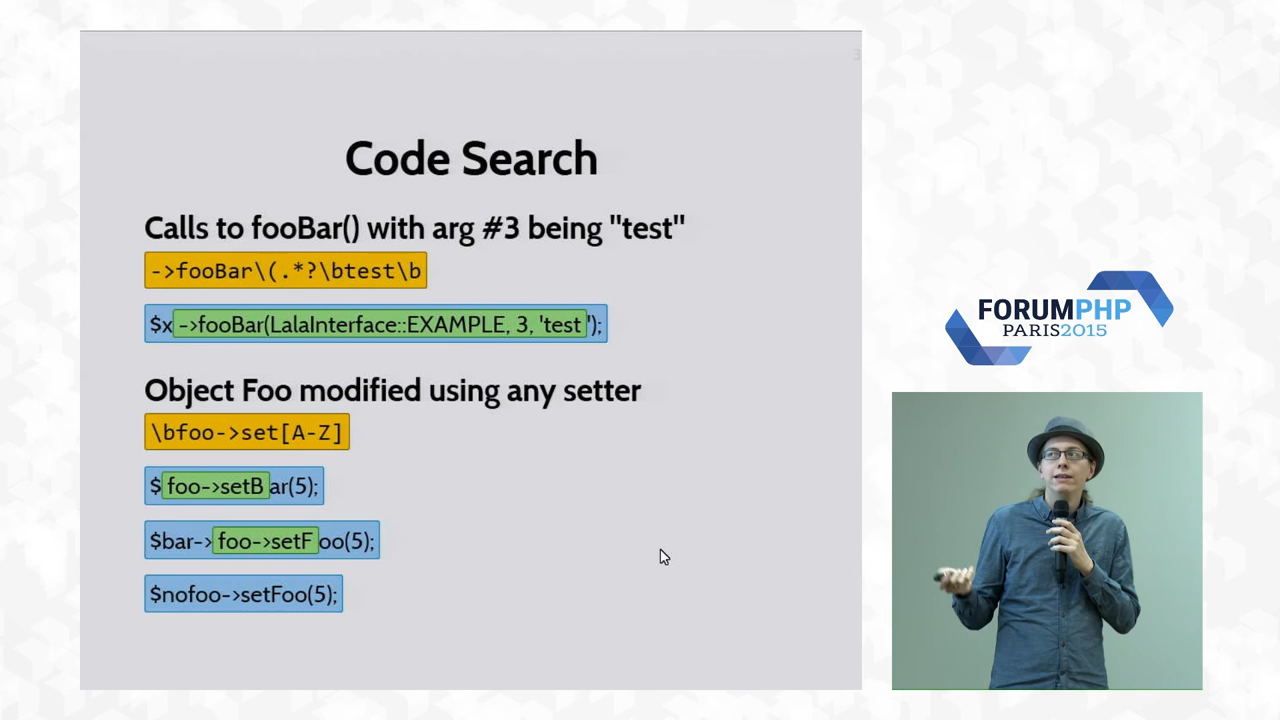 3
Code Search
Calls to fooBar() with arg #3 being "test"
->fooBar\(.*?\btest\b
$x->fooBar(LalaInterface::EXAMPLE, 3, 'test');
Object Foo modified using any setter
\bfoo->set[A-Z]
$foo->setBar(5);
$bar->foo->setFoo(5);
$nofoo->setFoo(5);
FORUMPHP
PARIS2015